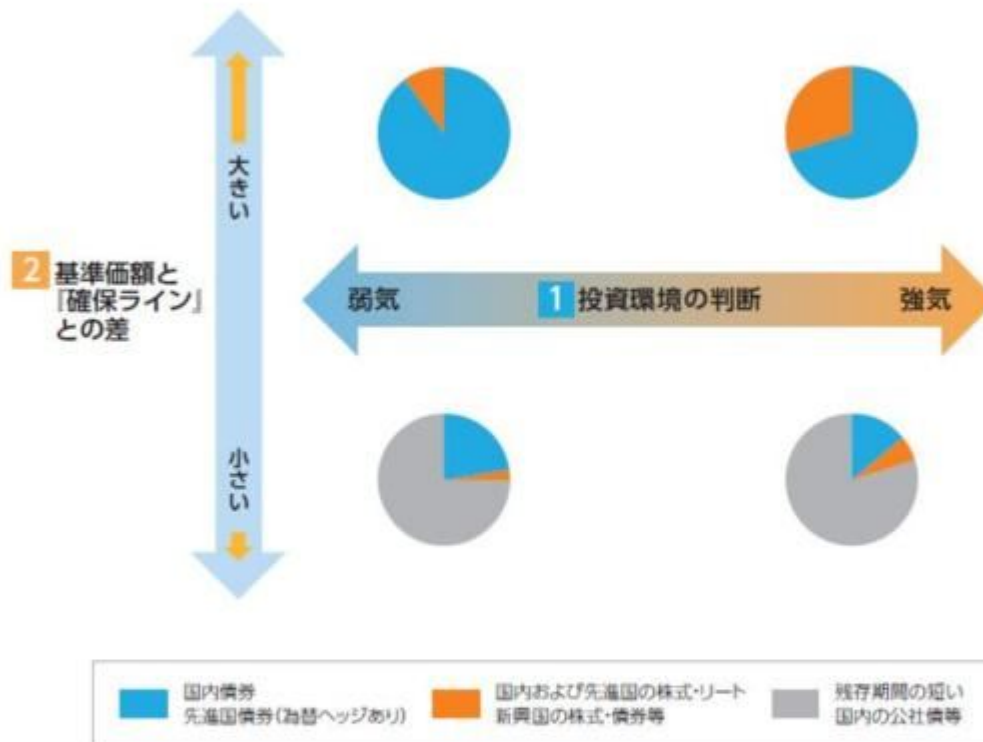 大きい
2 基準価額と
『確保ライン』
との差
弱気
1 投資環境の判断
強気
小さい
国内債券
先進国債券(為替ヘッジあり)
国内および先進国の株式・リート
新興国の株式・債券等
残存期間の短い
国内の公社債等